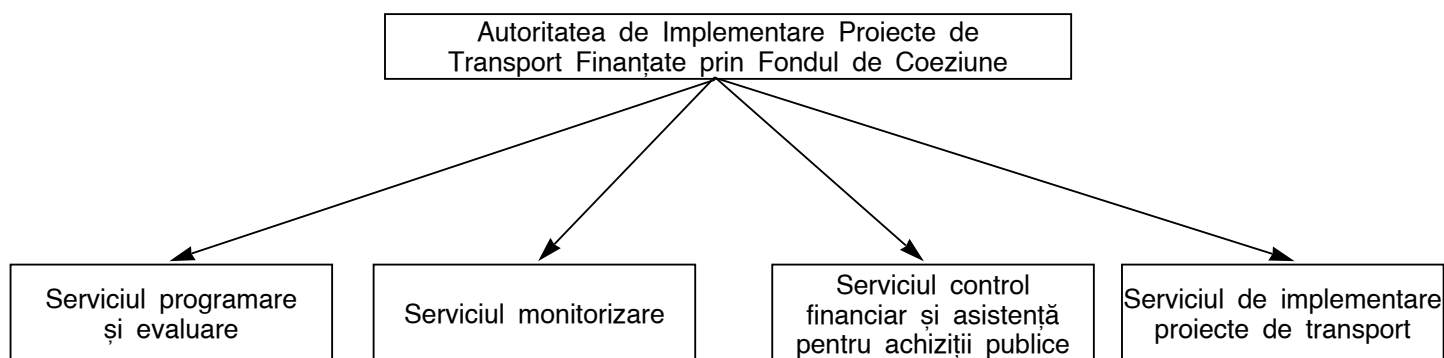 Autoritatea de Implementare Proiecte de
Transport Finanțate prin Fondul de Coeziune
Serviciul programare
și evaluare
Serviciul monitorizare
Serviciul control
financiar și asistență
pentru achiziții publice
Serviciul de implementare
proiecte de transport